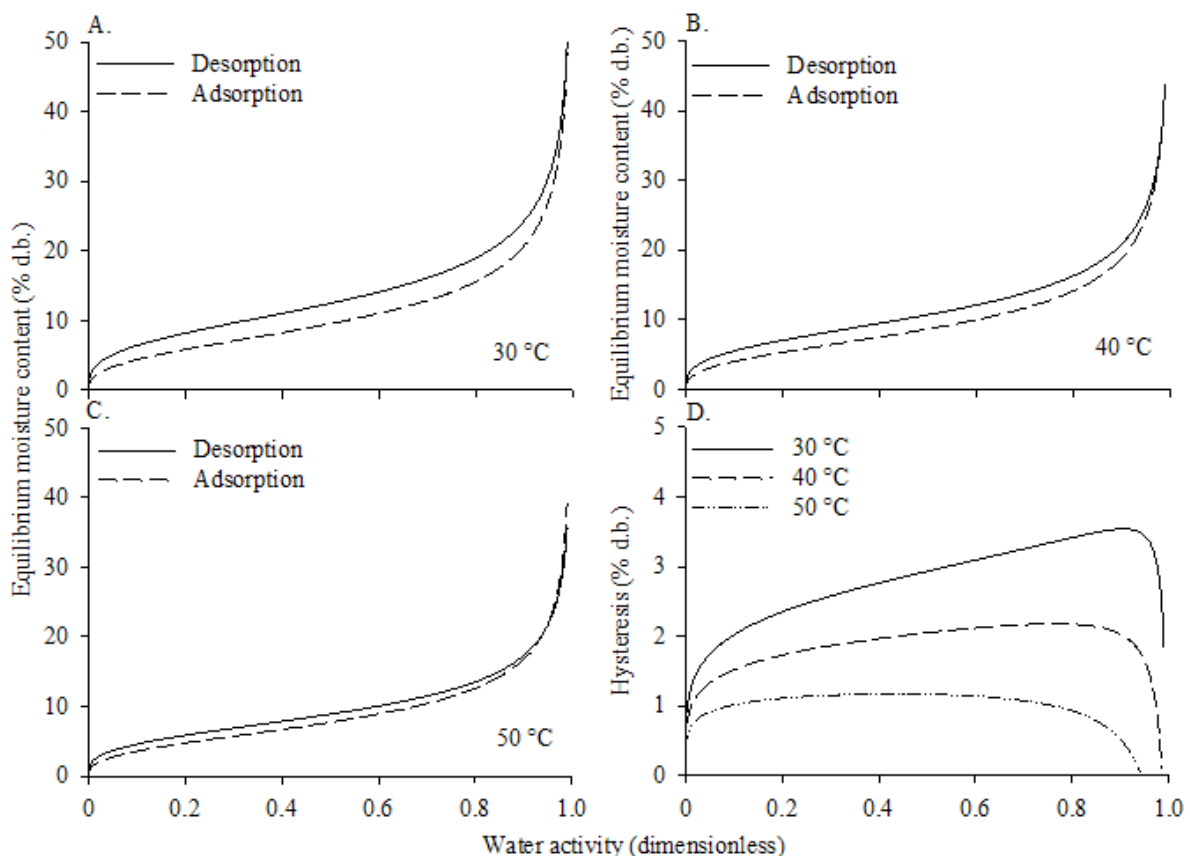 A.
50
40
30
20
10
0
Equilibrium moisture content (% d.b.)
Desorption
Adsorption
30 °C
B.
50
40
30
20
10
0
Equilibrium moisture content (% d.b.)
Desorption
Adsorption
40 °C
C.
50
40
30
20
10
0
Desorption
Adsorption
50 °C
0 0.2 0.4 0.6 0.8 1.0
D.
5
4
3
2
1
0
Hysteresis (% d.b.)
30 °C
40 °C
50 °C
0 0.2 0.4 0.6 0.8 1.0
Water activity (dimensionless)